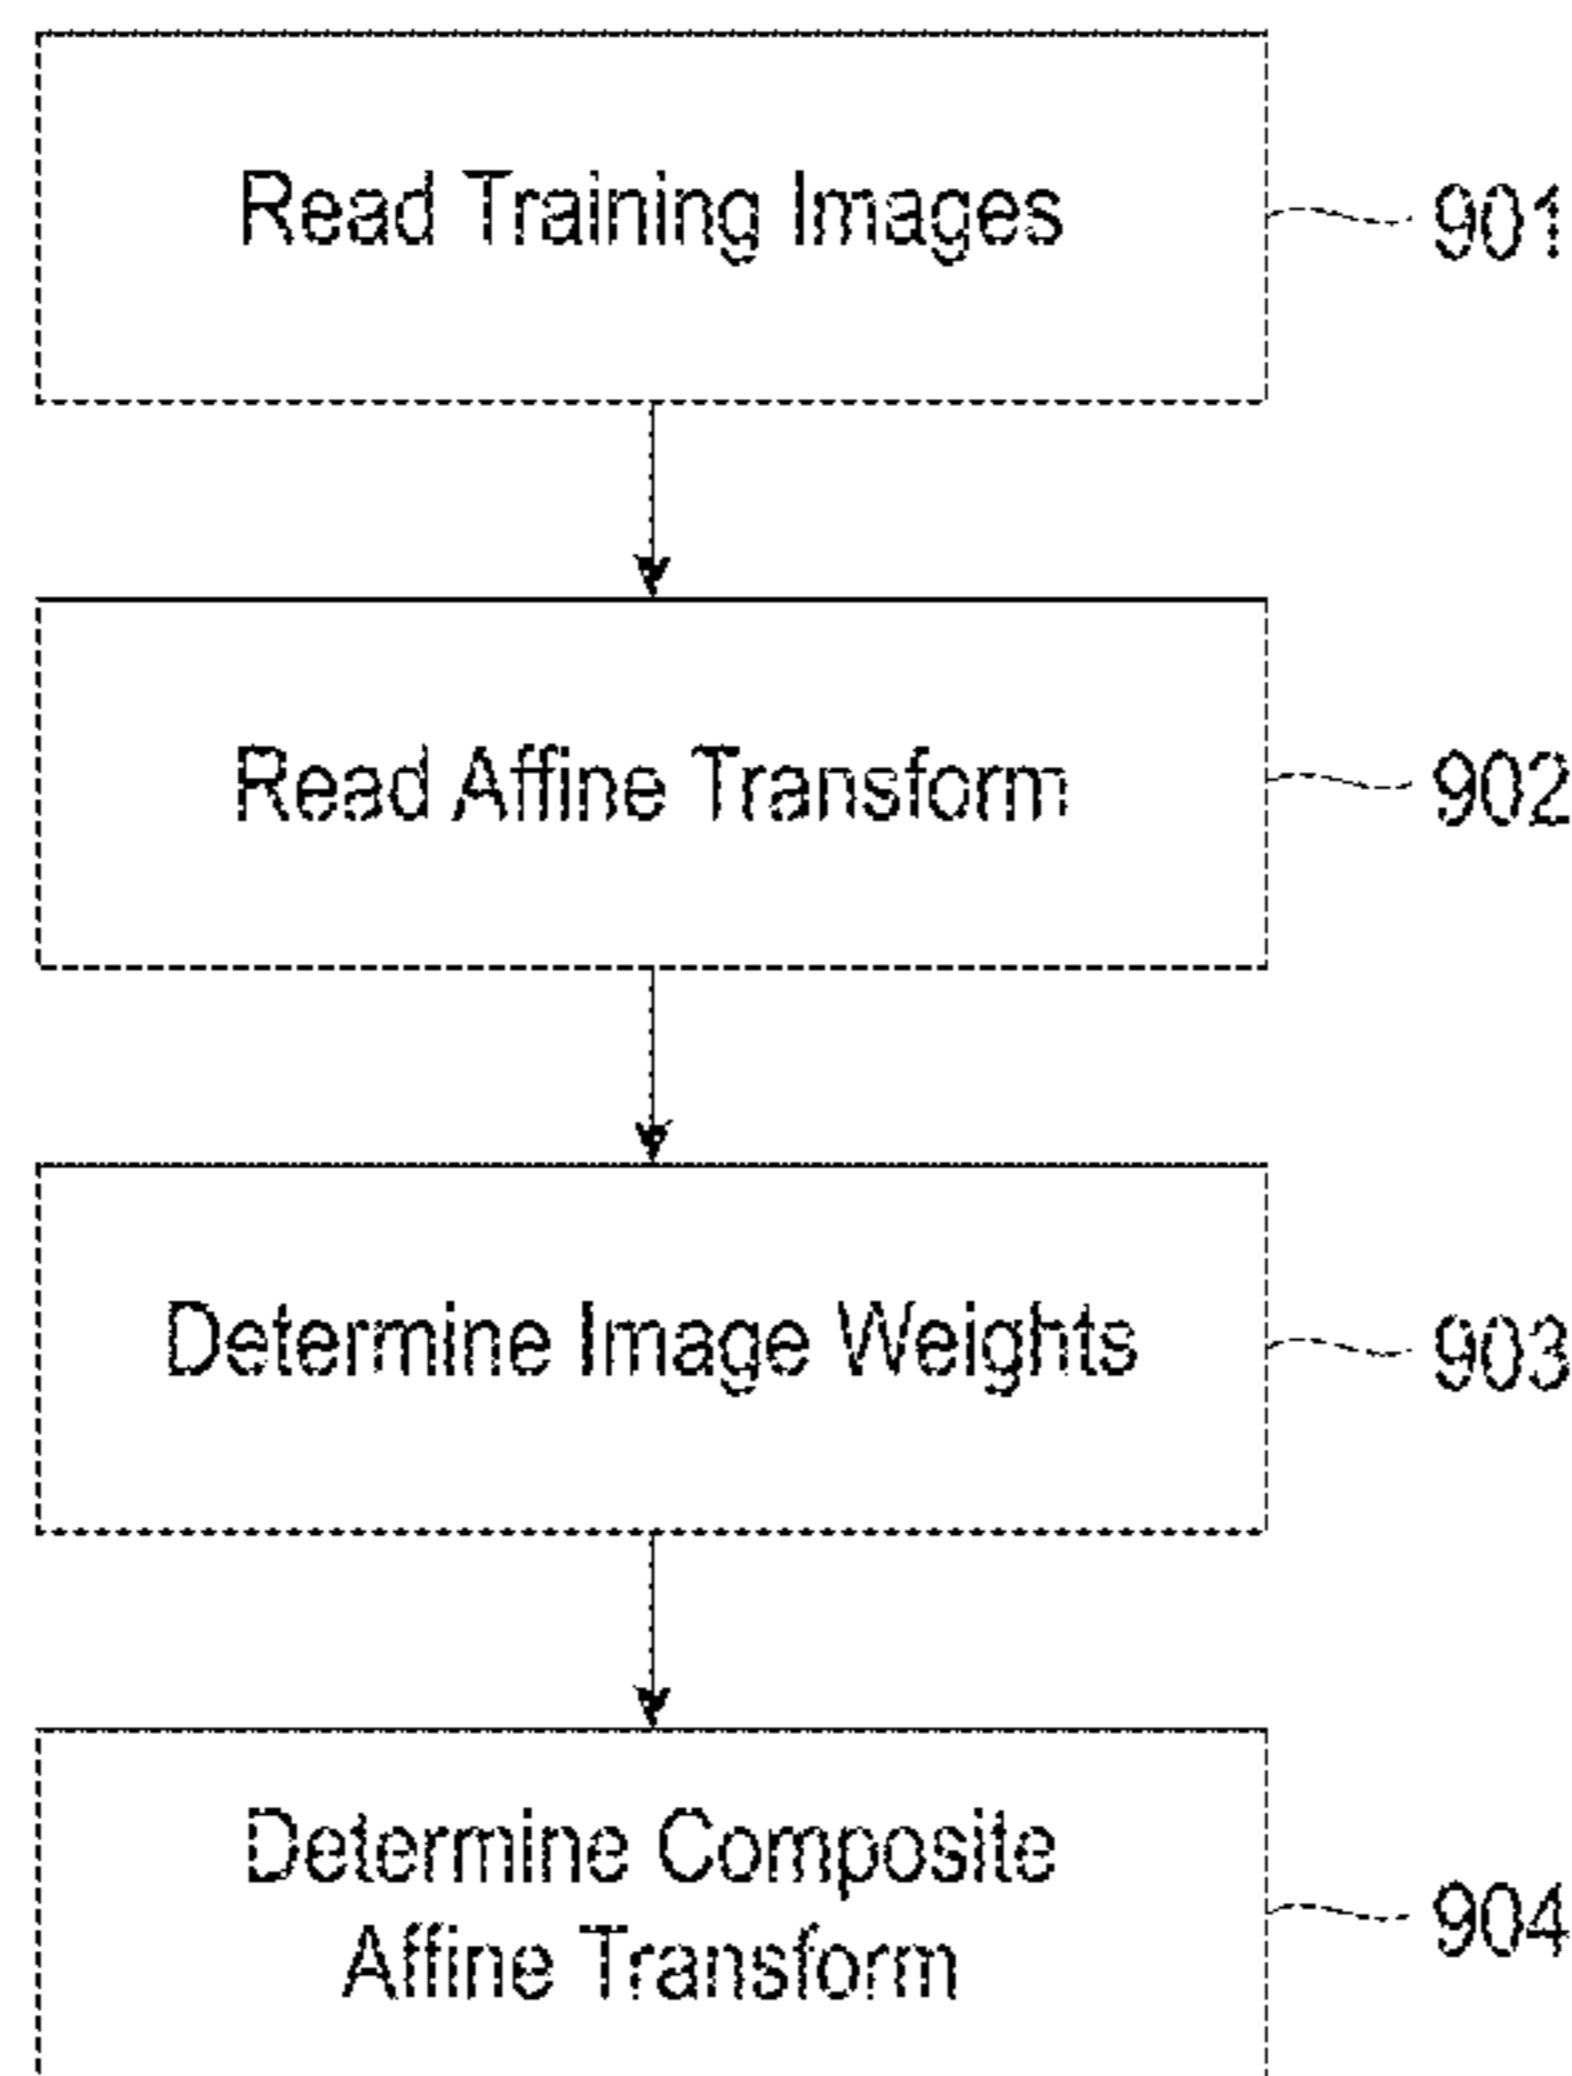 Read Training Images
901
Read Affine Transform
902
Determine Image Weights
903
Determine Composite
Affine Transform
904